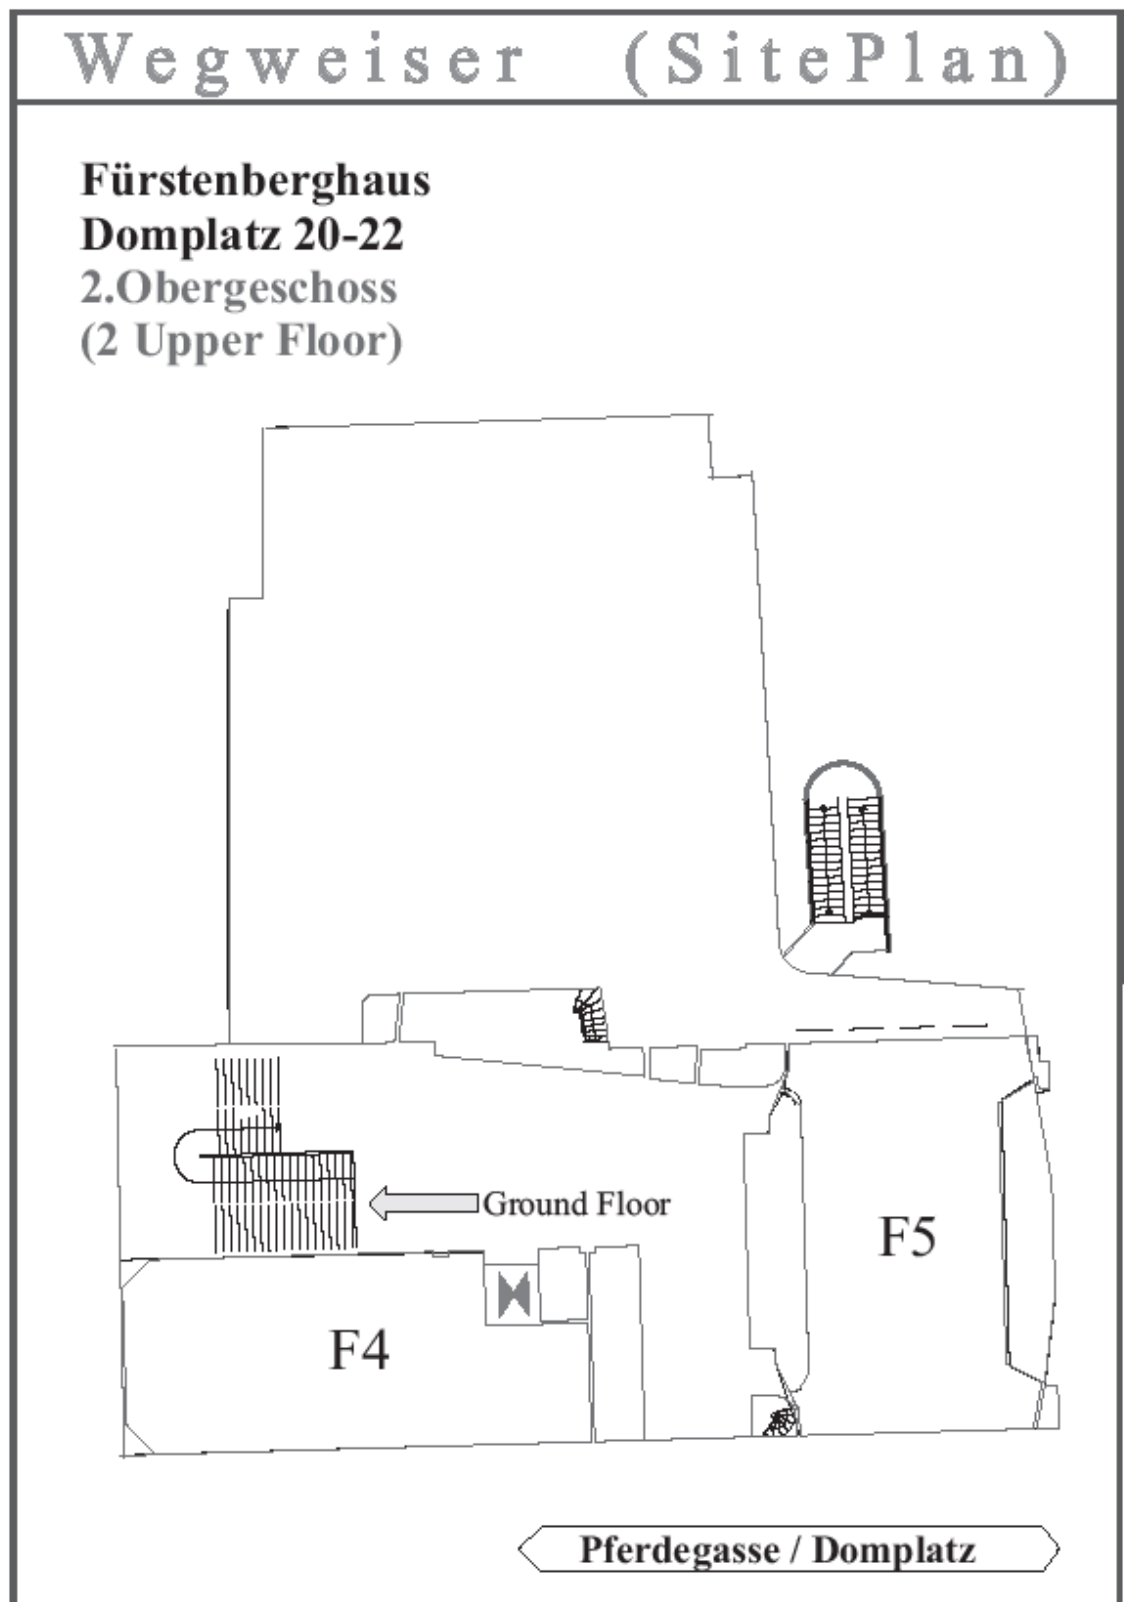 Wegweiser (SitePlan)
Fürstenberghaus
Domplatz 20-22
2.Obergeschoss
(2 Upper Floor)
Ground Floor
F5
F4
Pferdegasse / Domplatz